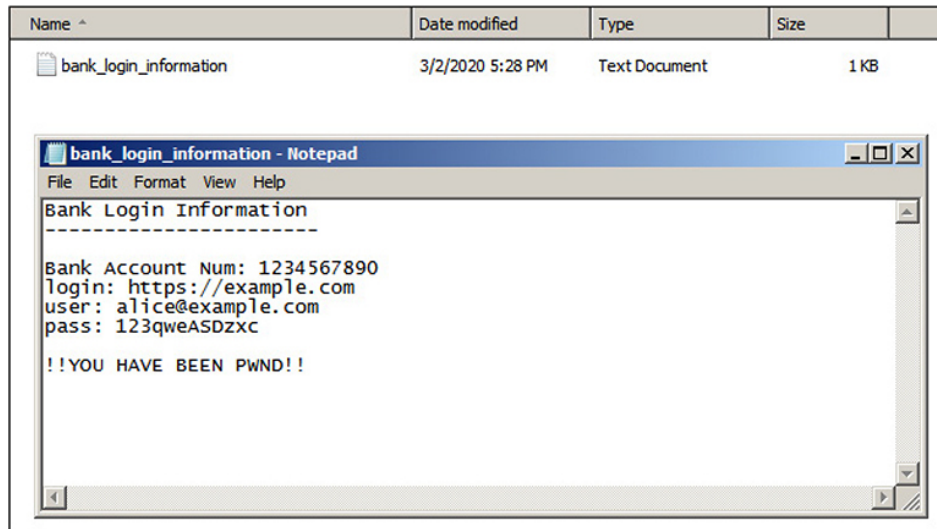 Name Date modified Type Size
bank_login_information 3/2/2020 5:28 PM Text Document 1 KB
bank_login_information - Notepad
File Edit Format View Help
Bank Login Information
-----------------------
Bank Account Num: 1234567890
login: https://example.com
user: alice@example.com
pass: 123qweASDzxc
!!YOU HAVE BEEN PWND!!